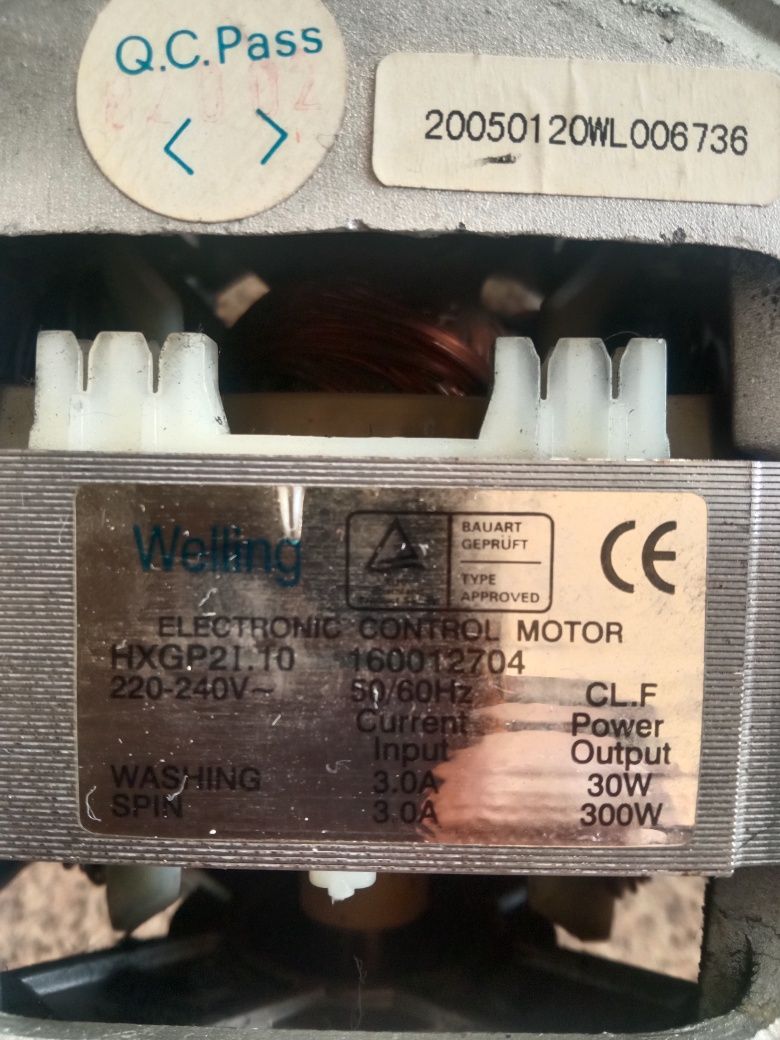 Q.C.Pass
< >
20050120WL006736
Welling
BAUART
GEPRÜFT
TYPE
APPROVED
CE
ELECTRONIC CONTROL MOTOR
HXGP2I.10 160012704
220-240V~ 50/60Hz CL.F
Current Power
Input Output
WASHING 3.0A 30W
SPIN 3.0A 300W